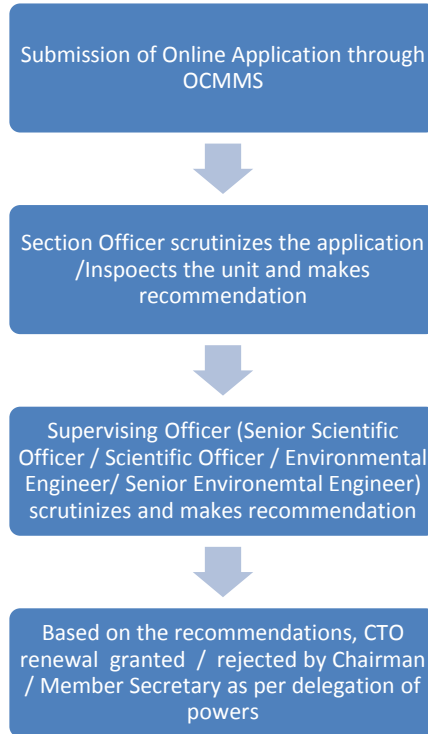 Submission of Online Application through
OCMMS
Section Officer scrutinizes the application
/Inspoects the unit and makes
recommendation
Supervising Officer (Senior Scientific
Officer / Scientific Officer / Environmental
Engineer/ Senior Environemtal Engineer)
scrutinizes and makes recommendation
Based on the recommendations, CTO
renewal granted / rejected by Chairman
/ Member Secretary as per delegation of
powers